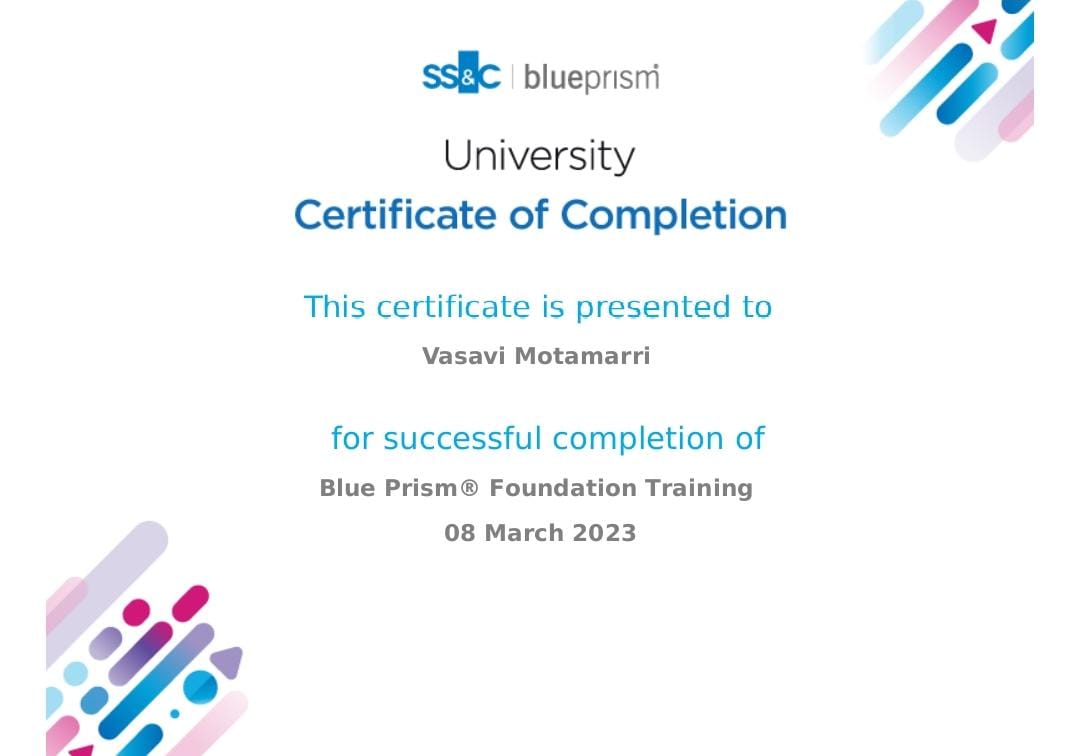 SS&C | blueprism
University
Certificate of Completion
This certificate is presented to
Vasavi Motamarri
for successful completion of
Blue Prism® Foundation Training
08 March 2023